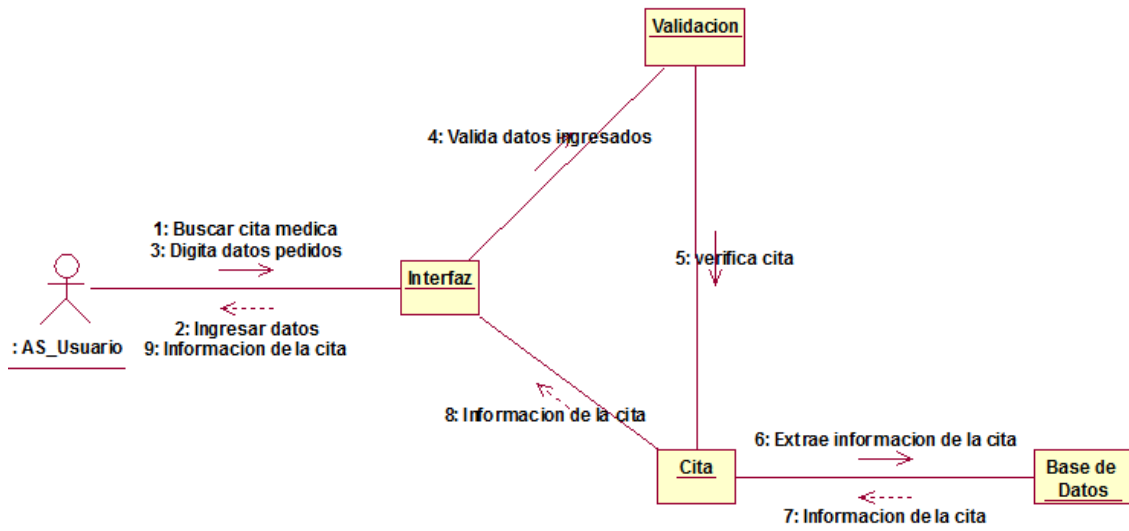 Validacion
4: Valida datos ingresados
1: Buscar cita medica
3: Digita datos pedidos
5: verifica cita
Interfaz
2: Ingresar datos
9: Informacion de la cita
: AS_Usuario
8: Informacion de la cita
6: Extrae informacion de la cita
Cita
Base de
Datos
7: Informacion de la cita